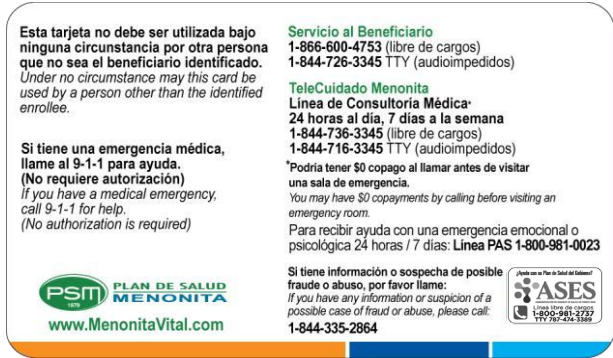 Esta tarjeta no debe ser utilizada bajo
ninguna circunstancia por otra persona
que no sea el beneficiario identificado.
Under no circumstance may this card be
used by a person other than the identified
enrollee.
Si tiene una emergencia médica,
llame al 9-1-1 para ayuda.
(No requiere autorización)
If you have a medical emergency,
call 9-1-1 for help.
(No authorization is required)
PSM
1979
PLAN DE SALUD
MENONITA
www.MenonitaVital.com
Servicio al Beneficiario
1-866-600-4753 (libre de cargos)
1-844-726-3345 TTY (audioimpedidos)
TeleCuidado Menonita
Línea de Consultoría Médica*
24 horas al día, 7 días a la semana
1-844-736-3345 (libre de cargos)
1-844-716-3345 TTY (audioimpedidos)
*Podría tener $0 copago al llamar antes de visitar
una sala de emergencia.
You may have $0 copayments by calling before visiting an
emergency room.
Para recibir ayuda con una emergencia emocional o
psicológica 24 horas / 7 días: Línea PAS 1-800-981-0023
Si tiene información o sospecha de posible
fraude o abuso, por favor llame:
If you have any information or suspicion of a
possible case of fraud or abuse, please call:
1-844-335-2864
¿Ayuda con su Plan de Salud del Gobierno?
ASES
Línea libre de cargos
1-800-981-2737
TTY 787-474-3389